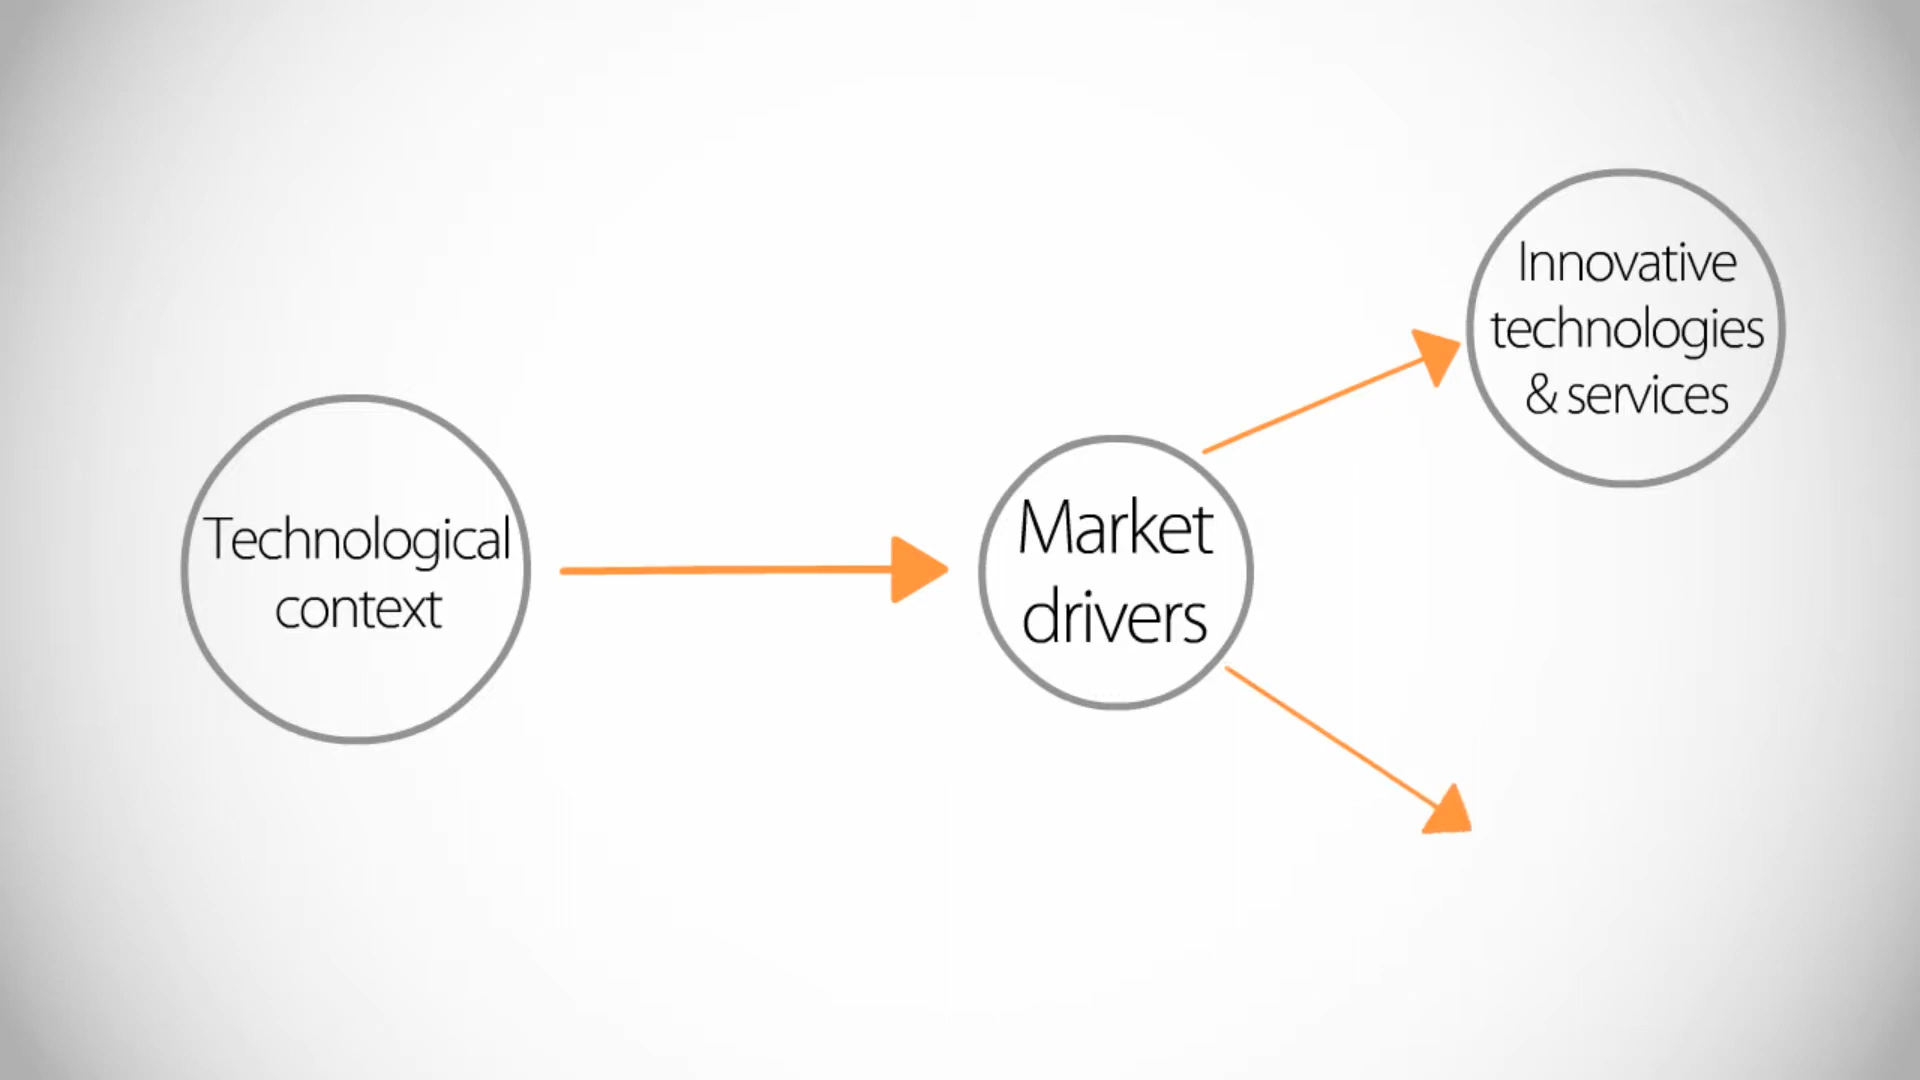 Technological
context
Market
drivers
Innovative
technologies
& services